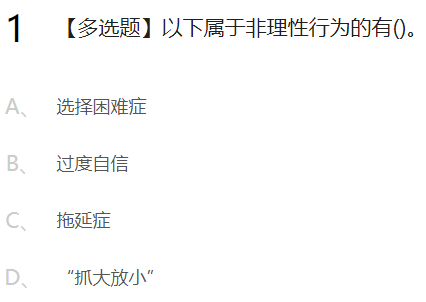 1 【多选题】以下属于非理性行为的有()。
A、 选择困难症
B、 过度自信
C、 拖延症
D、 “抓大放小”